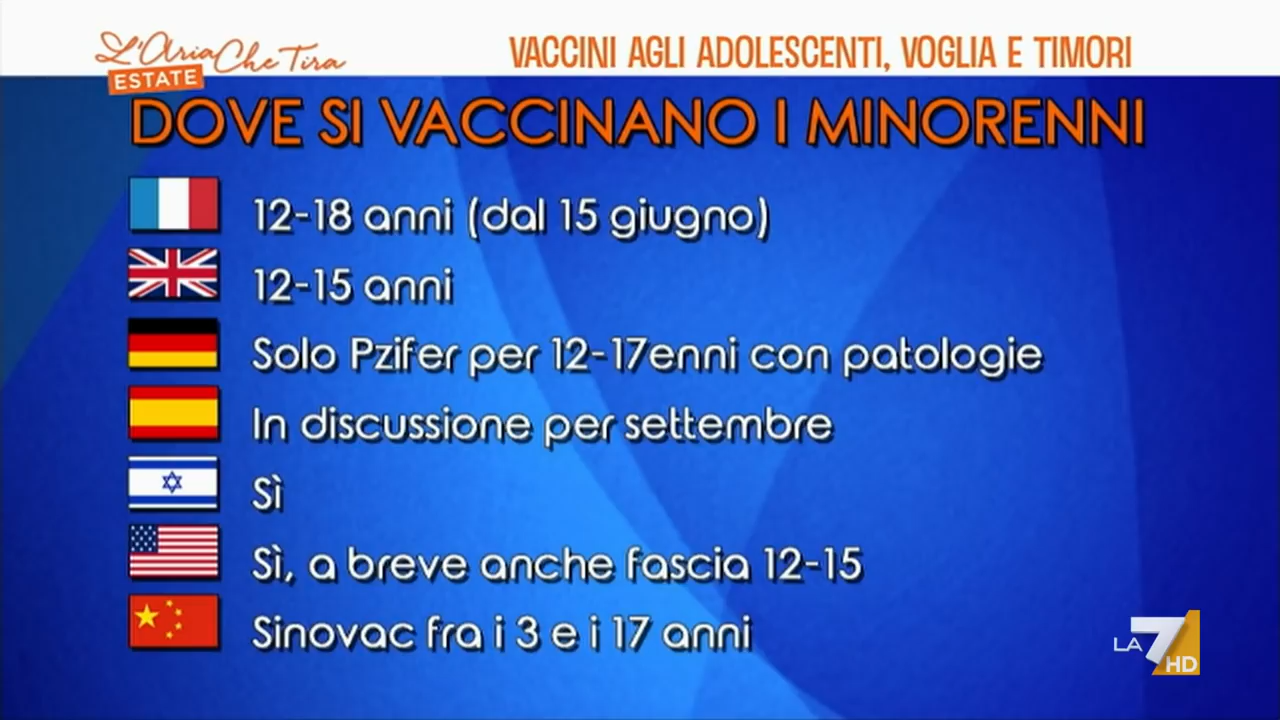 L'Aria Che Tira
ESTATE
VACCINI AGLI ADOLESCENTI, VOGLIA E TIMORI
DOVE SI VACCINANO I MINORENNI
12-18 anni (dal 15 giugno)
12-15 anni
Solo Pzifer per 12-17enni con patologie
In discussione per settembre
Sì
Sì, a breve anche fascia 12-15
Sinovac fra i 3 e i 17 anni
LA 7 HD